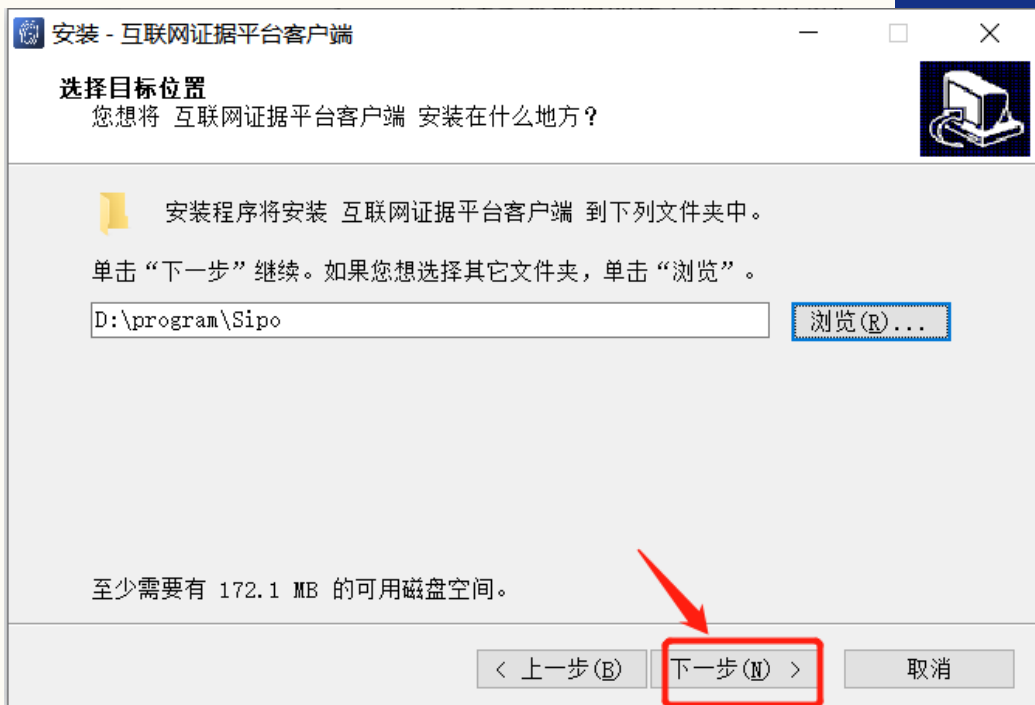 安装 - 互联网证据平台客户端
选择目标位置
您想将 互联网证据平台客户端 安装在什么地方？
安装程序将安装 互联网证据平台客户端 到下列文件夹中。
单击“下一步”继续。如果您想选择其它文件夹，单击“浏览”。
D:\program\Sipo
浏览(R)...
至少需要有 172.1 MB 的可用磁盘空间。
< 上一步(B)
下一步(N) >
取消